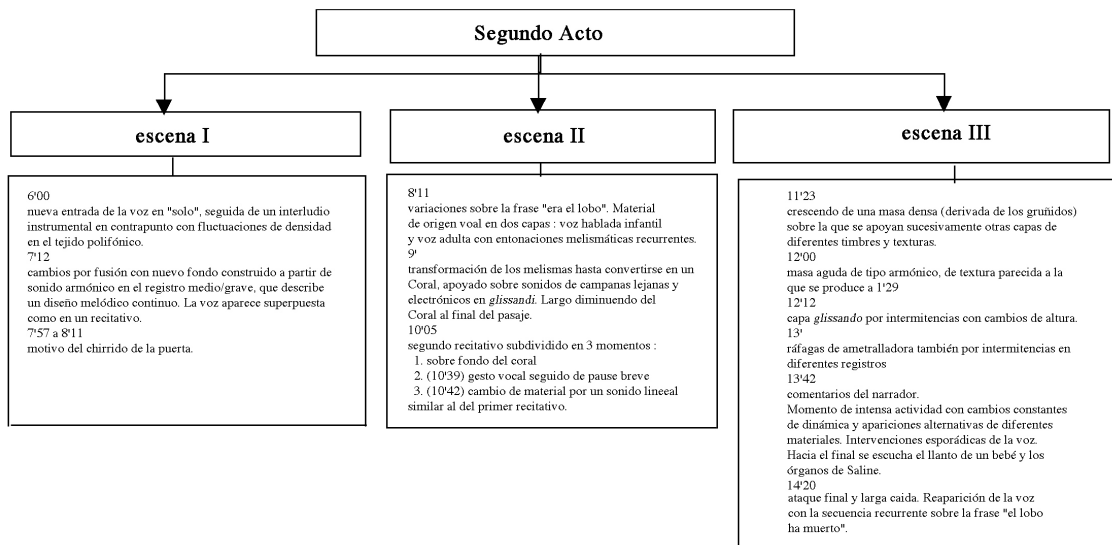 Segundo Acto
escena I
6'00
nueva entrada de la voz en "solo", seguida de un interludio
instrumental en contrapunto con fluctuaciones de densidad
en el tejido polifónico.
7'12
cambios por fusión con nuevo fondo construido a partir de
sonido armónico en el registro medio/grave, que describe
un diseño melódico continuo. La voz aparece superpuesta
como en un recitativo.
7'57 a 8'11
motivo del chirrido de la puerta.
escena II
8'11
variaciones sobre la frase "era el lobo". Material
de origen voal en dos capas : voz hablada infantil
y voz adulta con entonaciones melismáticas recurrentes.
9'
transformación de los melismas hasta convertirse en un
Coral, apoyado sobre sonidos de campanas lejanas y
electrónicos en glissandi. Largo diminuendo del
Coral al final del pasaje.
10'05
segundo recitativo subdividido en 3 momentos :
1. sobre fondo del coral
2. (10'39) gesto vocal seguido de pause breve
3. (10'42) cambio de material por un sonido lineeal
similar al del primer recitativo.
escena III
11'23
crescendo de una masa densa (derivada de los gruñidos)
sobre la que se apoyan sucesivamente otras capas de
diferentes timbres y texturas.
12'00
masa aguda de tipo armónico, de textura parecida a la
que se produce a 1'29
12'12
capa glissando por intermitencias con cambios de altura.
13'
ráfagas de ametralladora también por intermitencias en
diferentes registros
13'42
comentarios del narrador.
Momento de intensa actividad con cambios constantes
de dinámica y apariciones alternativas de diferentes
materiales. Intervenciones esporádicas de la voz.
Hacia el final se escucha el llanto de un bebé y los
órganos de Saline.
14'20
ataque final y larga caida. Reaparición de la voz
con la secuencia recurrente sobre la frase "el lobo
ha muerto".